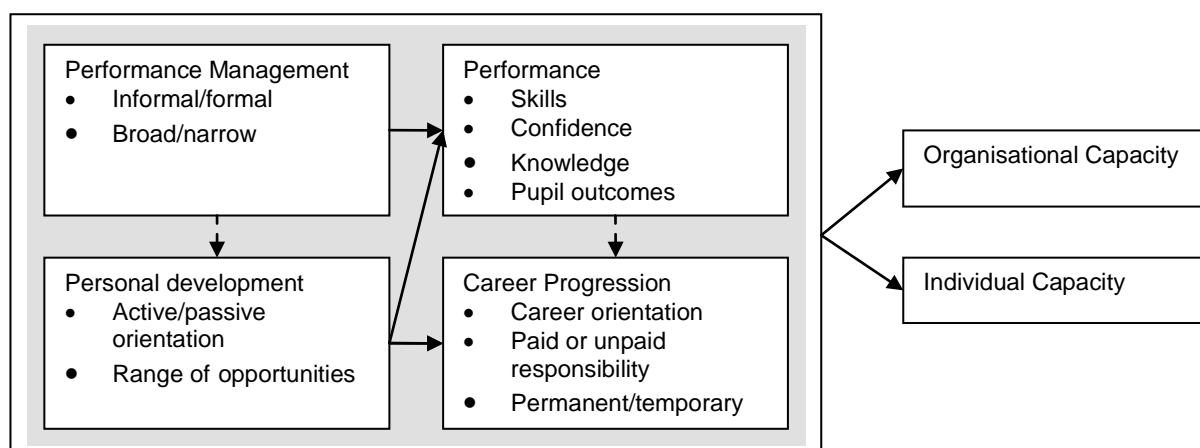 Performance Management
• Informal/formal
• Broad/narrow
Performance
• Skills
• Confidence
• Knowledge
• Pupil outcomes
Personal development
• Active/passive
orientation
• Range of opportunities
Career Progression
• Career orientation
• Paid or unpaid
responsibility
• Permanent/temporary
Organisational Capacity
Individual Capacity